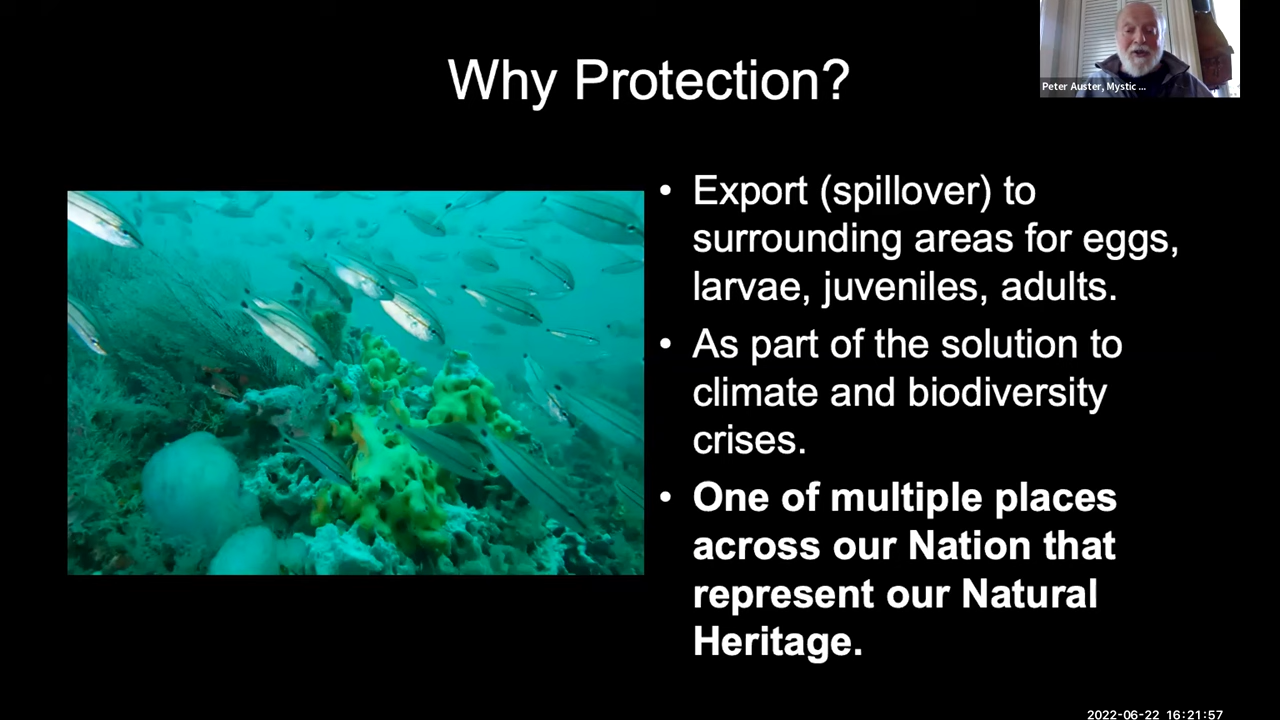 Why Protection?
Peter Auster, Mystic ...
• Export (spillover) to
surrounding areas for eggs,
larvae, juveniles, adults.
• As part of the solution to
climate and biodiversity
crises.
• One of multiple places
across our Nation that
represent our Natural
Heritage.
2022-06-22 16:21:57